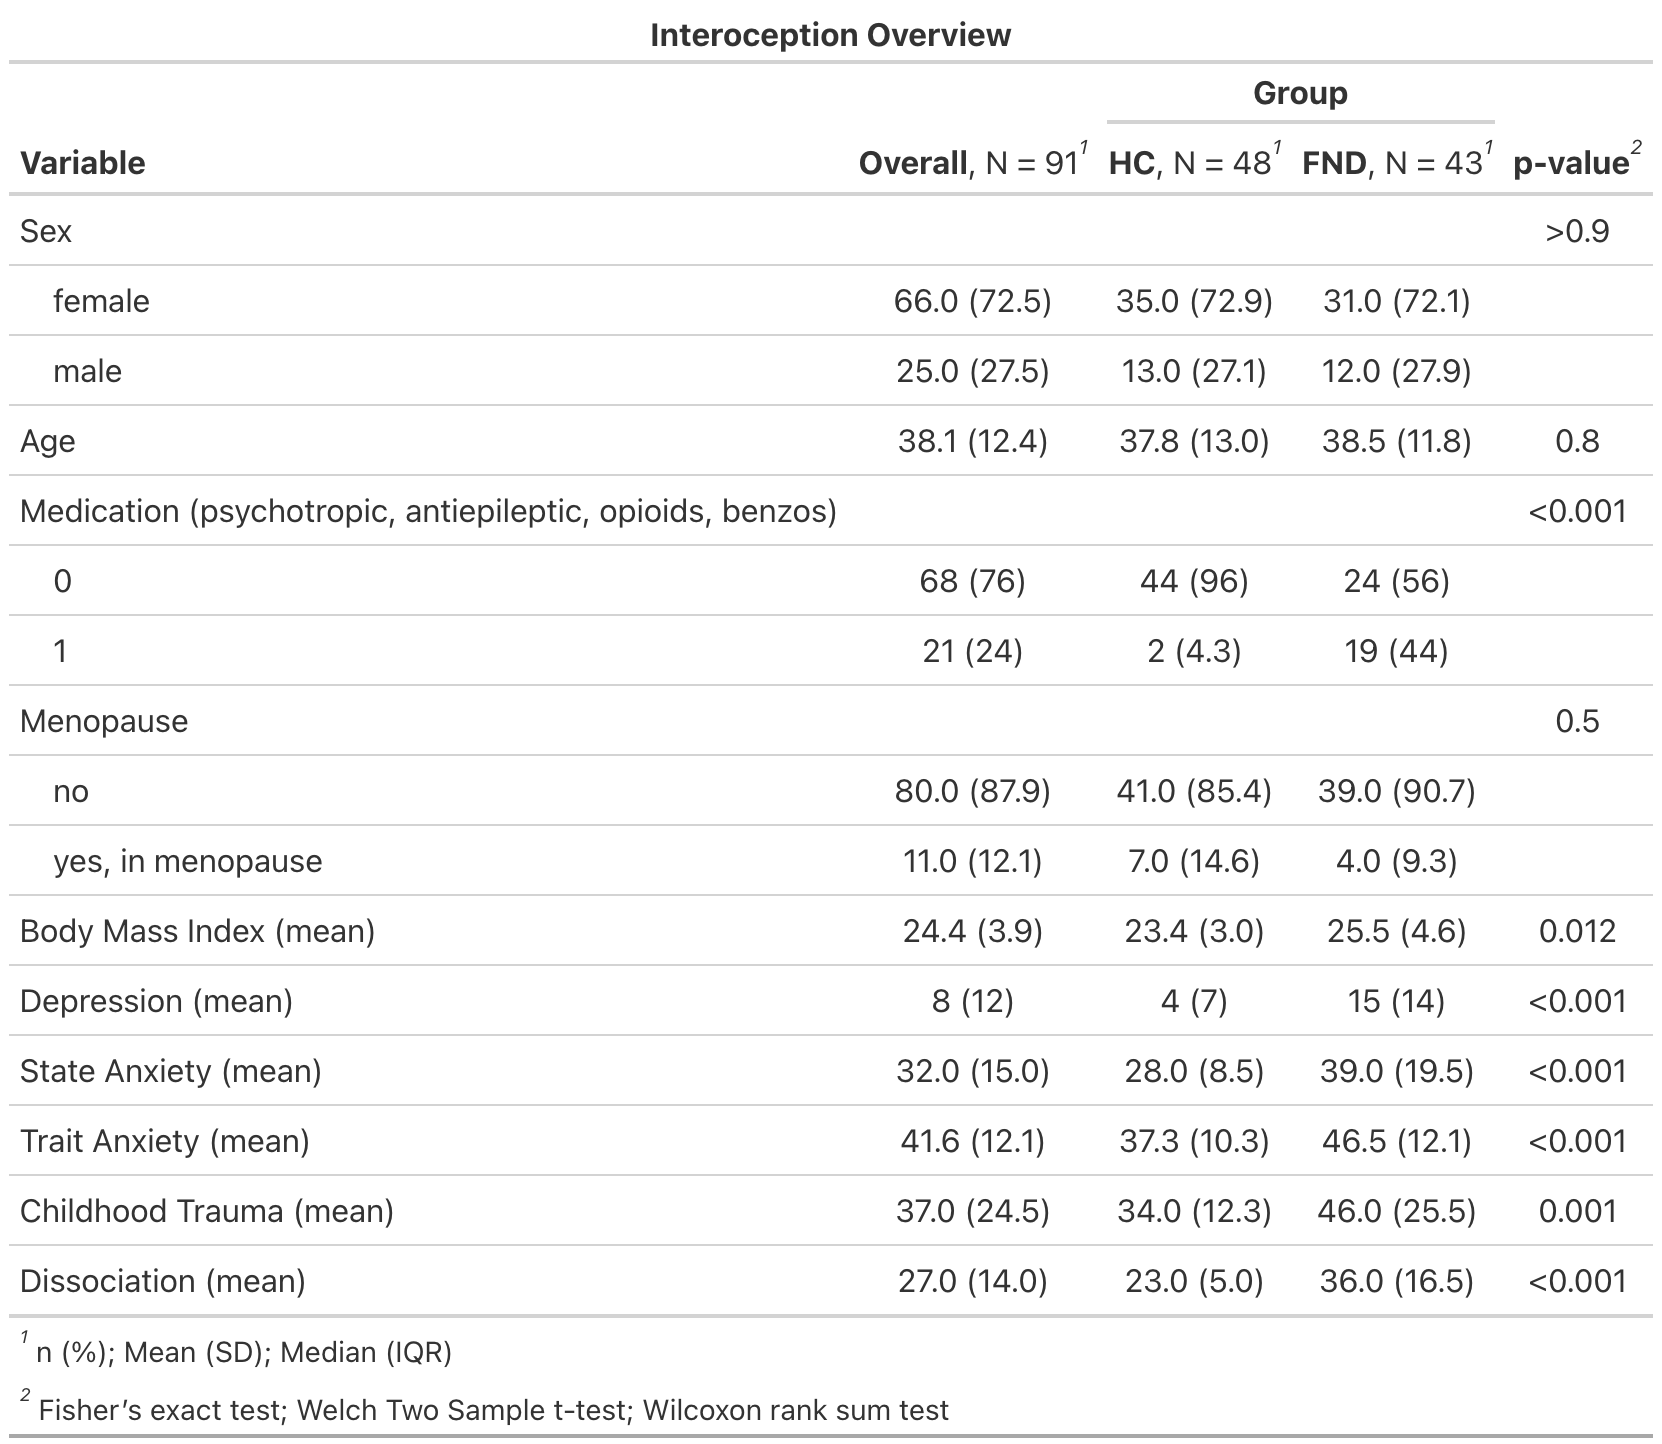 Interoception Overview
Group
Variable Overall, N = 91¹ HC, N = 48¹ FND, N = 43¹ p-value²
Sex >0.9
female 66.0 (72.5) 35.0 (72.9) 31.0 (72.1)
male 25.0 (27.5) 13.0 (27.1) 12.0 (27.9)
Age 38.1 (12.4) 37.8 (13.0) 38.5 (11.8) 0.8
Medication (psychotropic, antiepileptic, opioids, benzos) <0.001
0 68 (76) 44 (96) 24 (56)
1 21 (24) 2 (4.3) 19 (44)
Menopause 0.5
no 80.0 (87.9) 41.0 (85.4) 39.0 (90.7)
yes, in menopause 11.0 (12.1) 7.0 (14.6) 4.0 (9.3)
Body Mass Index (mean) 24.4 (3.9) 23.4 (3.0) 25.5 (4.6) 0.012
Depression (mean) 8 (12) 4 (7) 15 (14) <0.001
State Anxiety (mean) 32.0 (15.0) 28.0 (8.5) 39.0 (19.5) <0.001
Trait Anxiety (mean) 41.6 (12.1) 37.3 (10.3) 46.5 (12.1) <0.001
Childhood Trauma (mean) 37.0 (24.5) 34.0 (12.3) 46.0 (25.5) 0.001
Dissociation (mean) 27.0 (14.0) 23.0 (5.0) 36.0 (16.5) <0.001
¹ n (%); Mean (SD); Median (IQR)
² Fisher's exact test; Welch Two Sample t-test; Wilcoxon rank sum test